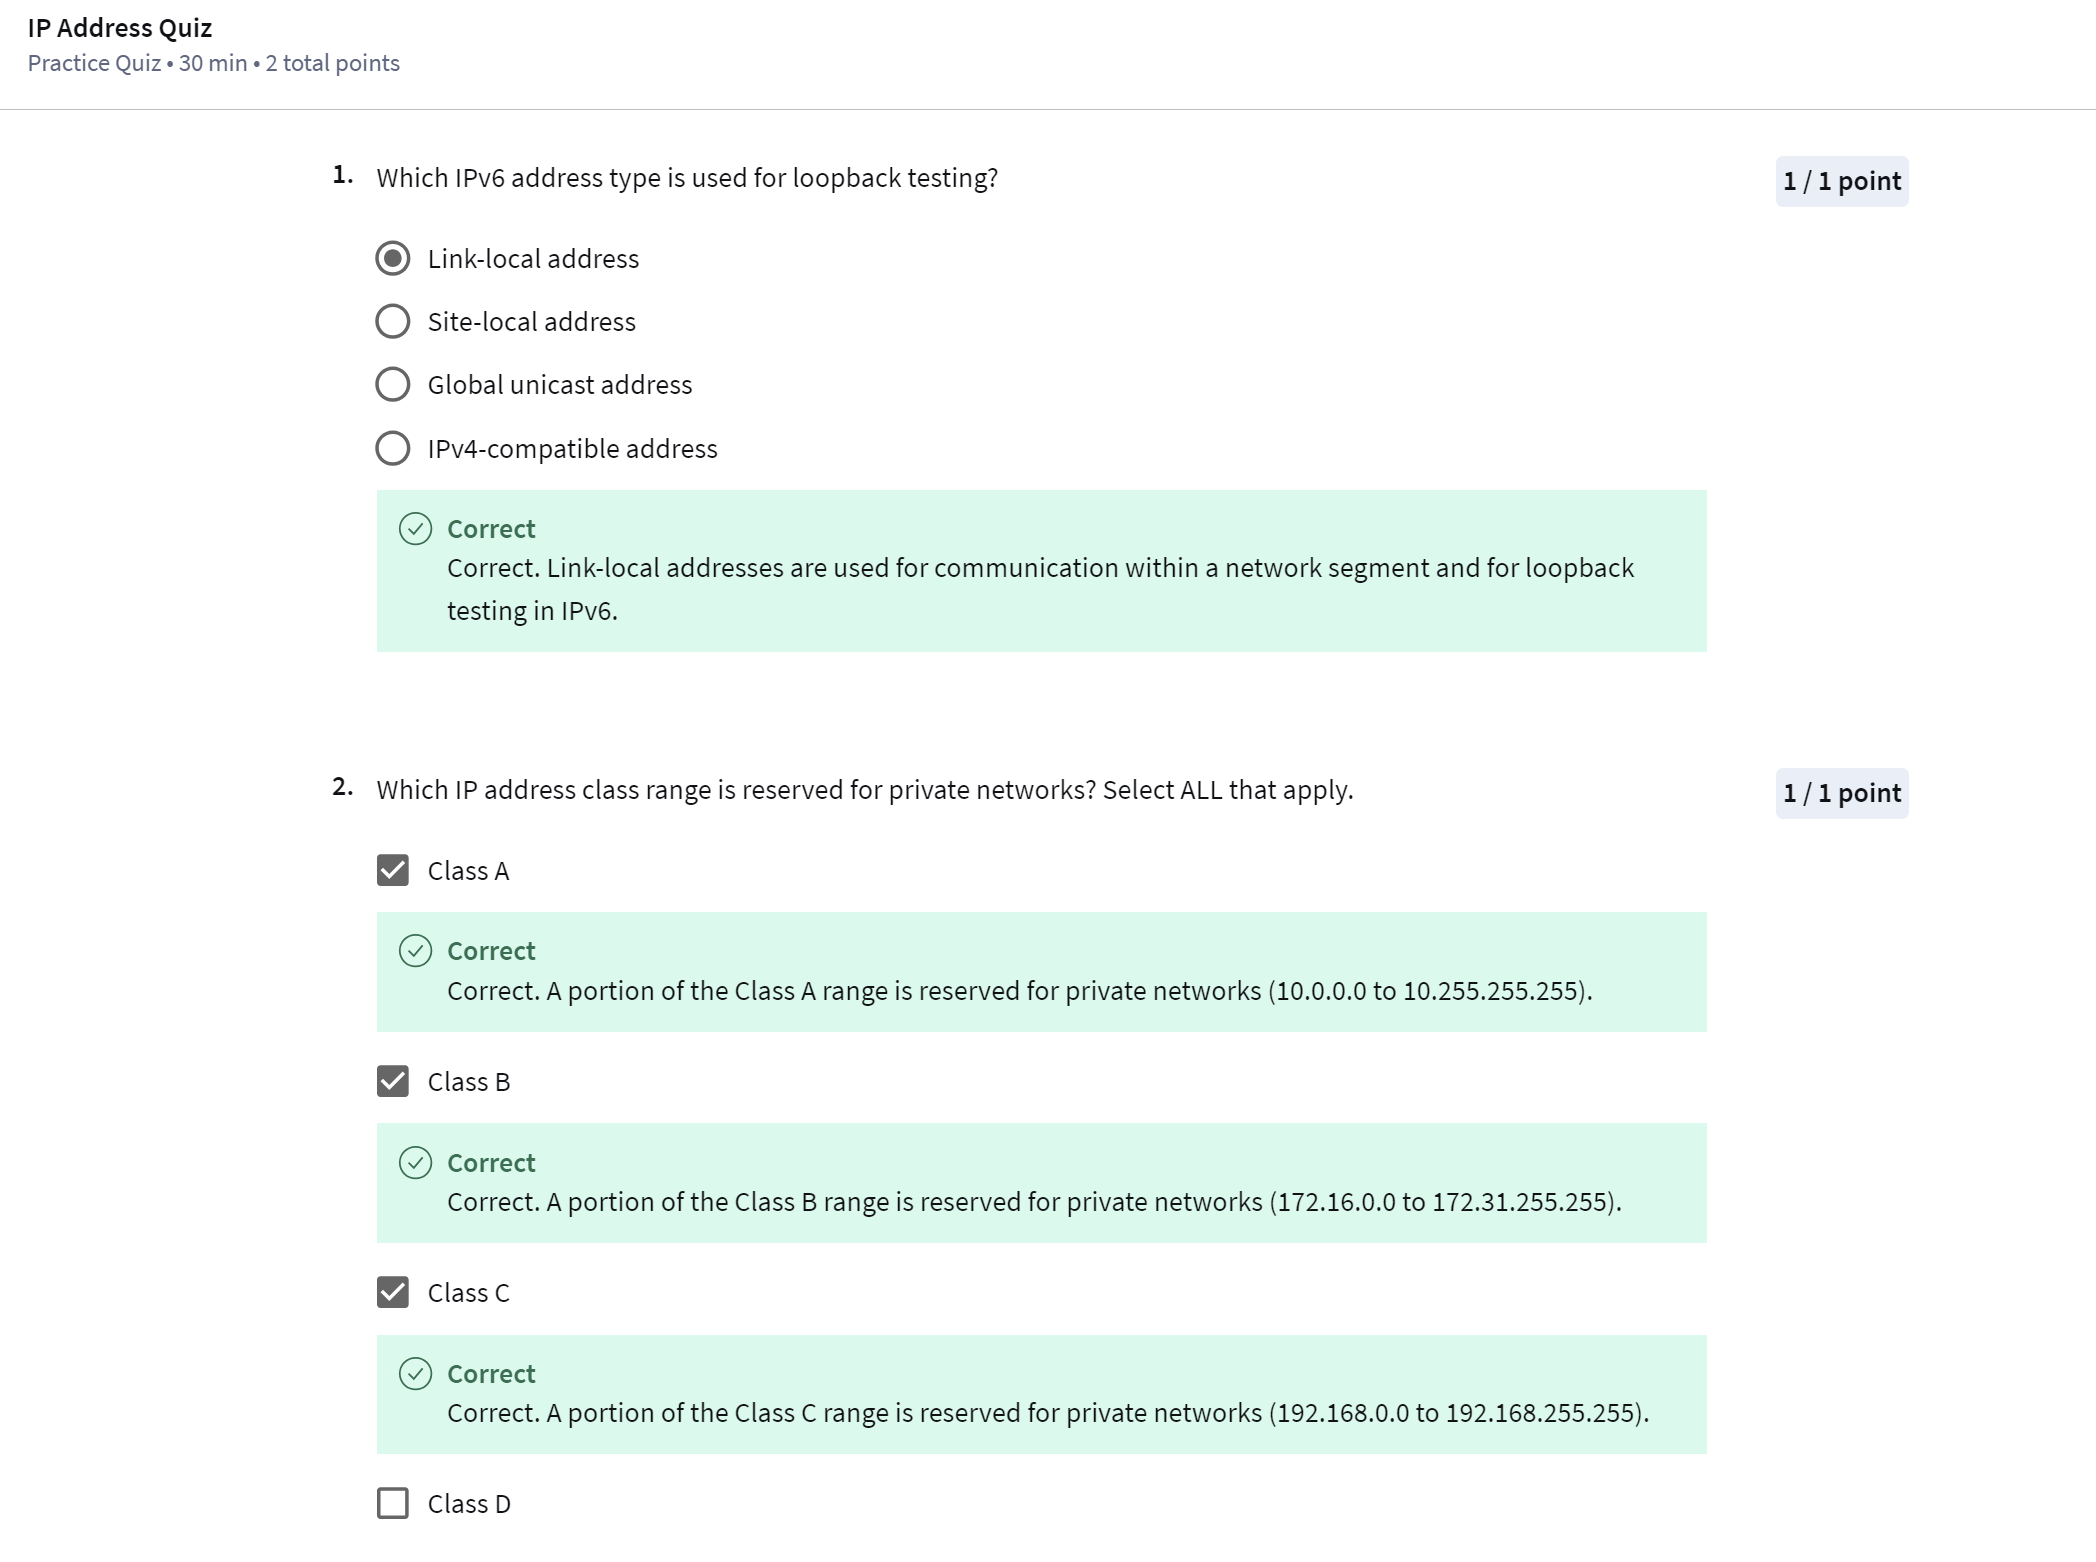 IP Address Quiz
Practice Quiz • 30 min • 2 total points
1. Which IPv6 address type is used for loopback testing?
1 / 1 point
Link-local address
Site-local address
Global unicast address
IPv4-compatible address
Correct
Correct. Link-local addresses are used for communication within a network segment and for loopback
testing in IPv6.
2. Which IP address class range is reserved for private networks? Select ALL that apply.
1 / 1 point
Class A
Correct
Correct. A portion of the Class A range is reserved for private networks (10.0.0.0 to 10.255.255.255).
Class B
Correct
Correct. A portion of the Class B range is reserved for private networks (172.16.0.0 to 172.31.255.255).
Class C
Correct
Correct. A portion of the Class C range is reserved for private networks (192.168.0.0 to 192.168.255.255).
Class D